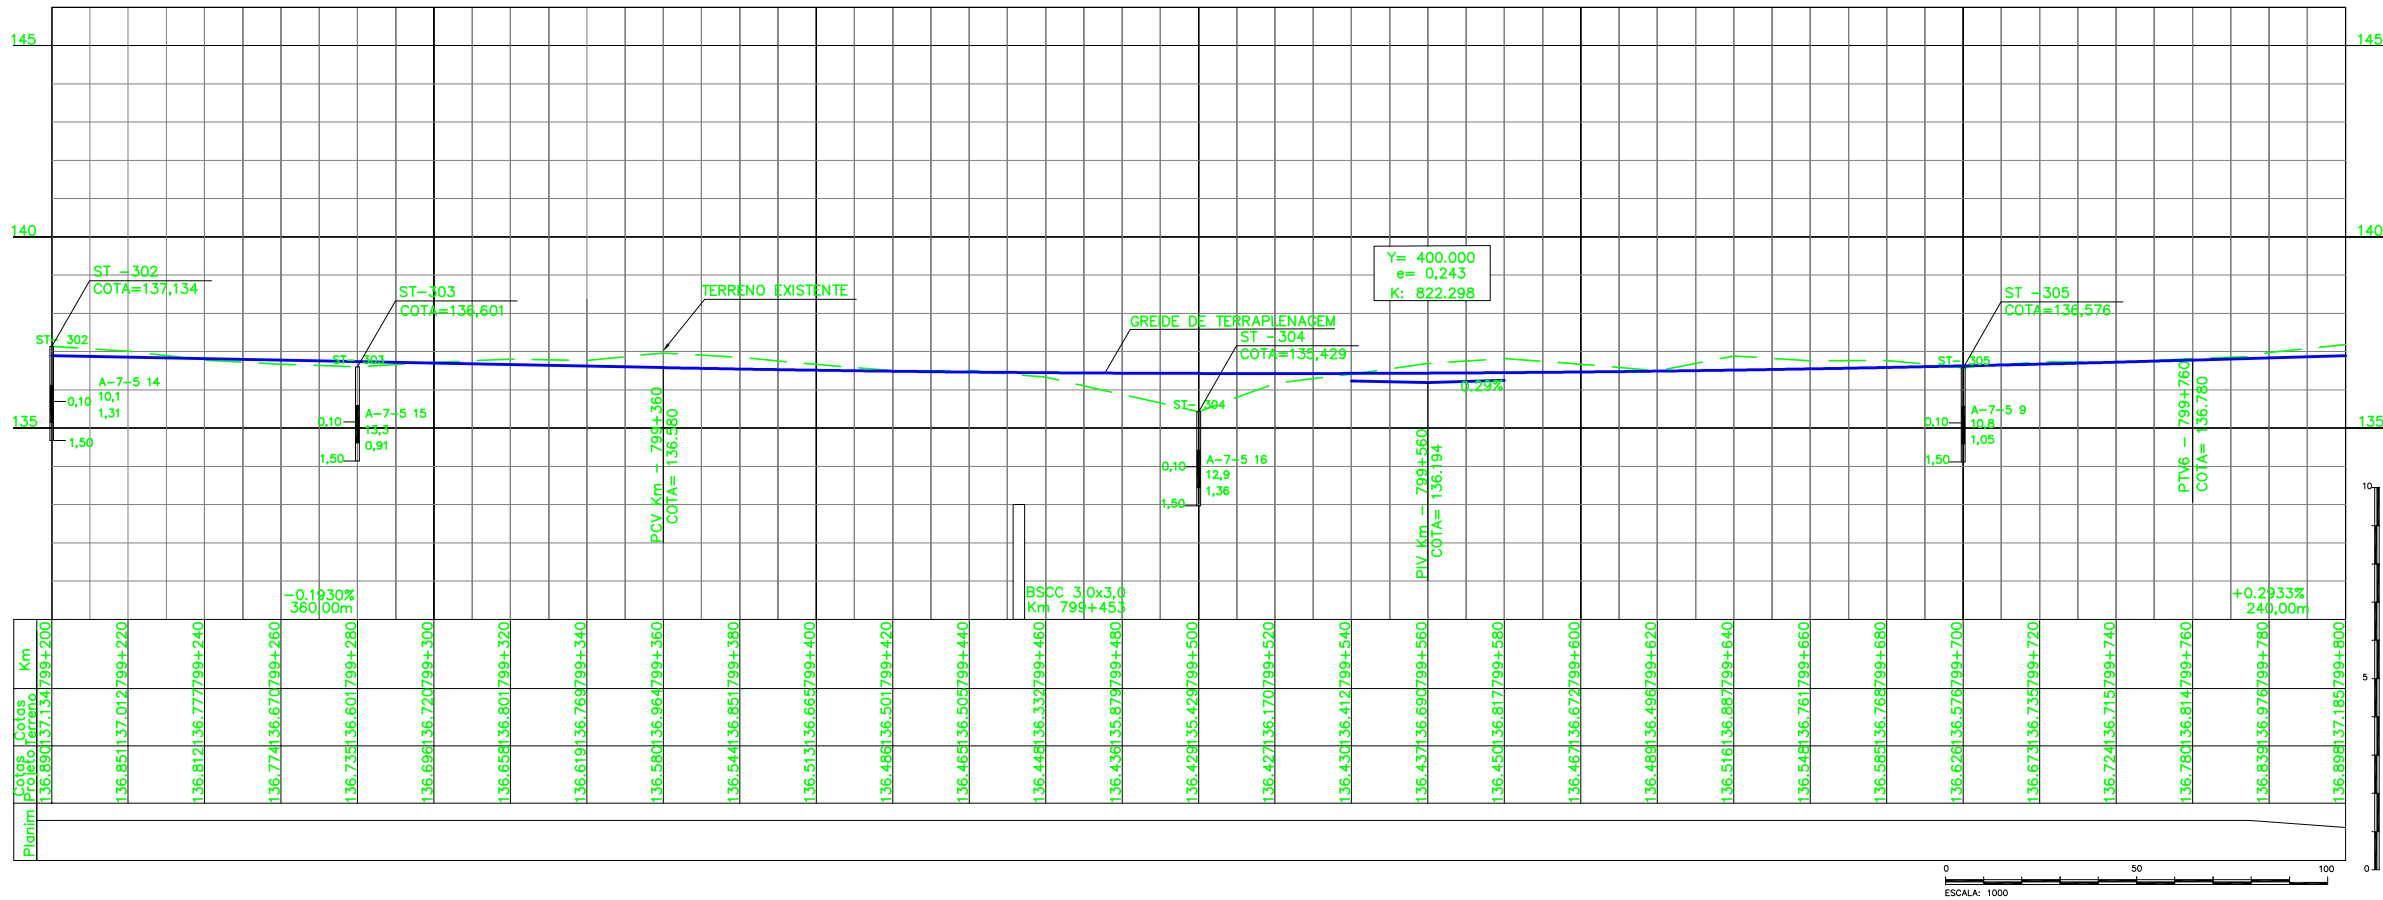 145
145
140
140
135
135
ST -302
COTA=137,134
ST- 302
A-7-5 14
0,10
10,1
1,31
1,50
ST-303
COTA=136,601
ST- 303
A-7-5 15
0,10
13,3
0,91
1,50
TERRENO EXISTENTE
PCV Km - 799+360
COTA= 136.580
GREIDE DE TERRAPLENAGEM
ST -304
COTA=135,429
ST- 304
A-7-5 16
0,10
12,9
1,36
1,50
Y= 400.000
e= 0,243
K: 822.298
0.29%
PIV Km - 799+560
COTA= 136.194
ST -305
COTA=136,576
ST- 305
A-7-5 9
0,10
10,8
1,05
1,50
PTV6 - 799+760
COTA= 136.780
-0.1930%
360,00m
BSCC 3,0x3,0
Km 799+453
+0.2933%
240,00m
Km
799+200 799+220 799+240 799+260 799+280 799+300 799+320 799+340 799+360 799+380 799+400 799+420 799+440 799+460 799+480 799+500 799+520 799+540 799+560 799+580 799+600 799+620 799+640 799+660 799+680 799+700 799+720 799+740 799+760 799+780 799+800
Cotas
Terreno
137.134 137.012 136.777 136.670 136.601 136.720 136.801 136.769 136.964 136.851 136.665 136.501 136.505 136.332 135.879 135.429 136.170 136.412 136.690 136.817 136.672 136.496 136.887 136.761 136.768 136.576 136.735 136.715 136.814 136.976 137.185
Cotas
Projeto
136.890 136.851 136.812 136.774 136.735 136.696 136.658 136.619 136.580 136.544 136.513 136.486 136.465 136.448 136.436 136.429 136.427 136.430 136.437 136.450 136.467 136.489 136.516 136.548 136.585 136.626 136.673 136.724 136.780 136.839 136.898
Planim
10
5
0
0 50 100
ESCALA: 1000